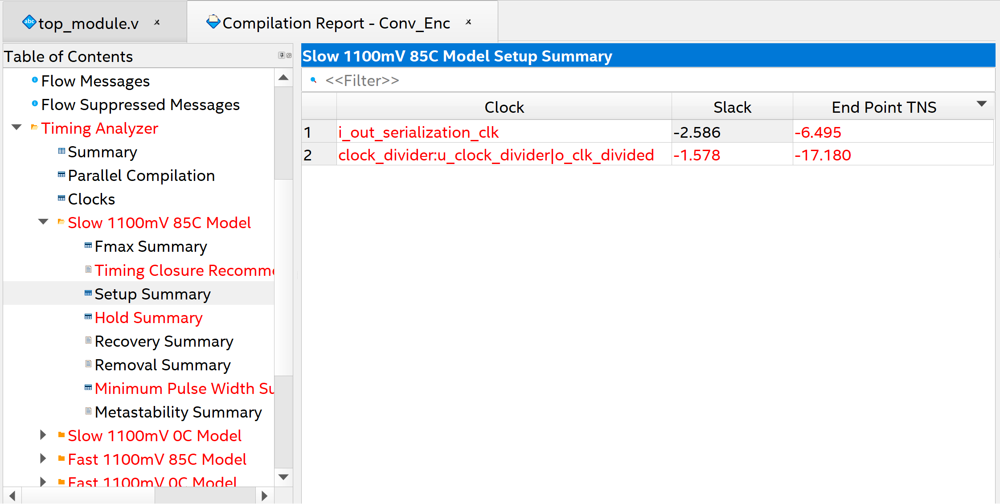 top_module.v
Compilation Report - Conv_Enc
Table of Contents
Flow Messages
Flow Suppressed Messages
Timing Analyzer
Summary
Parallel Compilation
Clocks
Slow 1100mV 85C Model
Fmax Summary
Timing Closure Recomme
Setup Summary
Hold Summary
Recovery Summary
Removal Summary
Minimum Pulse Width Su
Metastability Summary
Slow 1100mV 0C Model
Fast 1100mV 85C Model
Fast 1100mV 0C Model
Slow 1100mV 85C Model Setup Summary
<<Filter>>
Clock Slack End Point TNS
1 i_out_serialization_clk -2.586 -6.495
2 clock_divider:u_clock_divider|o_clk_divided -1.578 -17.180